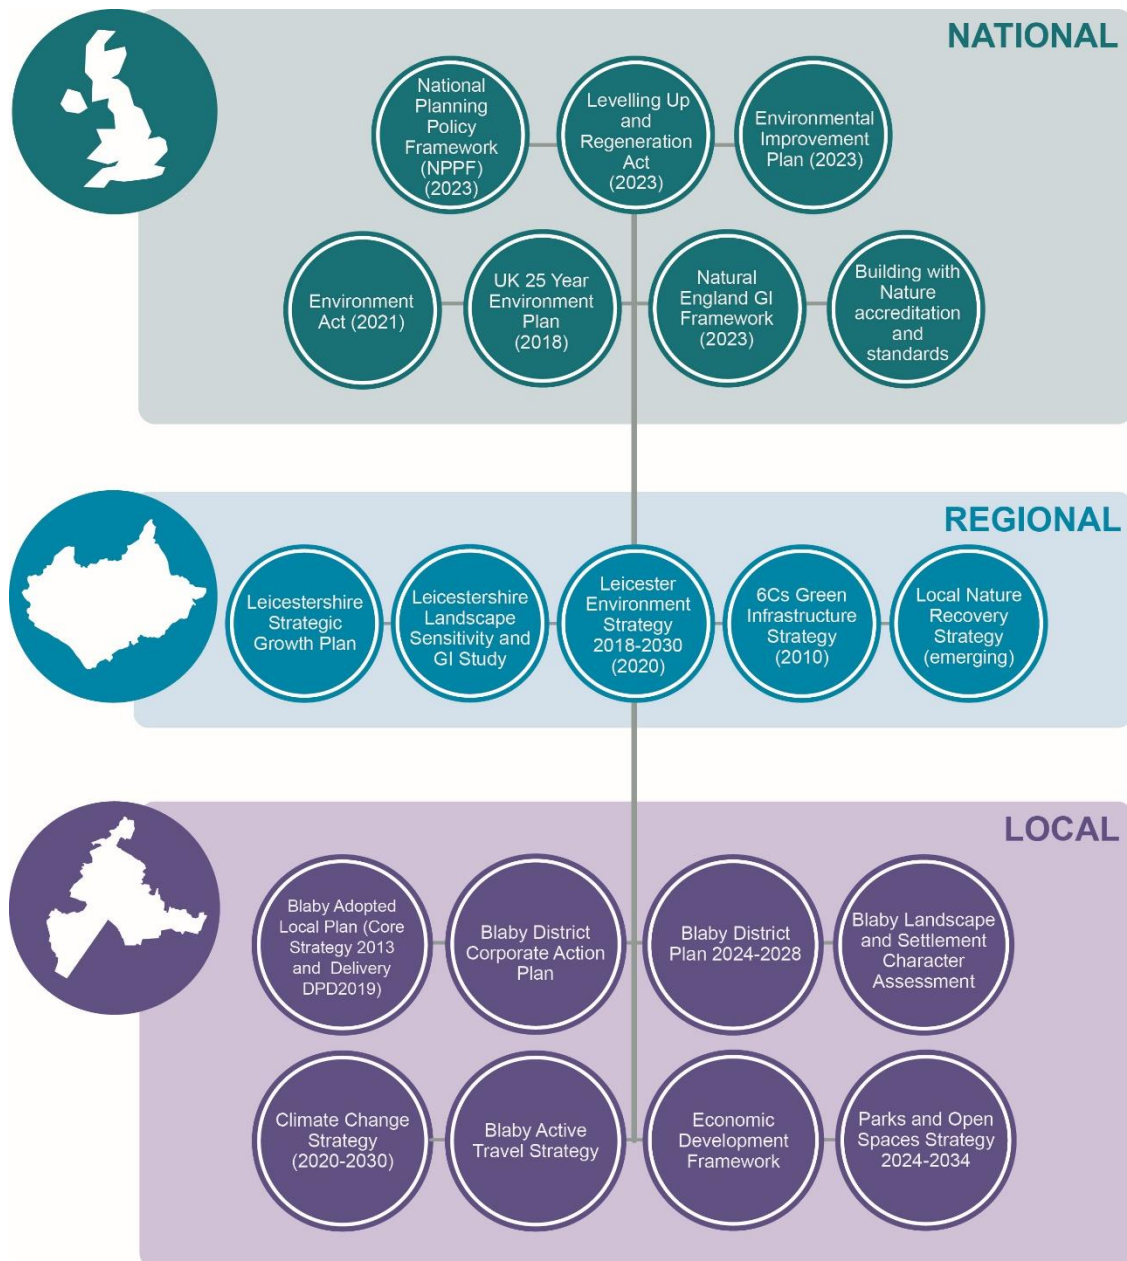 NATIONAL
National
Planning
Policy
Framework
(NPPF)
(2023)
Levelling Up
and
Regeneration
Act
(2023)
Environmental
Improvement
Plan (2023)
Environment
Act (2021)
UK 25 Year
Environment
Plan
(2018)
Natural
England GI
Framework
(2023)
Building with
Nature
accreditation
and
standards
REGIONAL
Leicestershire
Strategic
Growth Plan
Leicestershire
Landscape
Sensitivity and
GI Study
Leicester
Environment
Strategy
2018-2030
(2020)
6Cs Green
Infrastructure
Strategy
(2010)
Local Nature
Recovery
Strategy
(emerging)
LOCAL
Blaby Adopted
Local Plan (Core
Strategy 2013
and Delivery
DPD2019)
Blaby District
Corporate Action
Plan
Blaby District
Plan 2024-2028
Blaby Landscape
and Settlement
Character
Assessment
Climate Change
Strategy
(2020-2030)
Blaby Active
Travel Strategy
Economic
Development
Framework
Parks and Open
Spaces Strategy
2024-2034